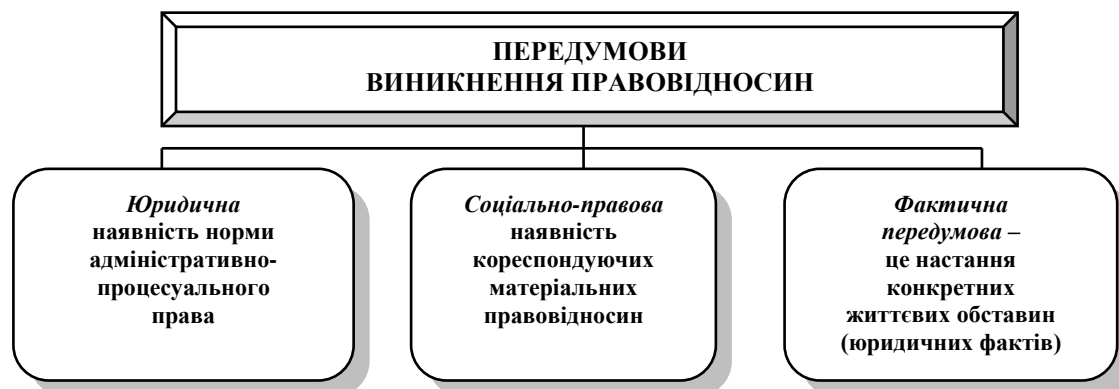 ПЕРЕДУМОВИ
ВИНИКНЕННЯ ПРАВОВІДНОСИН
Юридична
наявність норми
адміністративно-
процесуального
права
Соціально-правова
наявність
кореспондуючих
матеріальних
правовідносин
Фактична
передумова –
це настання
конкретних
життєвих обставин
(юридичних фактів)